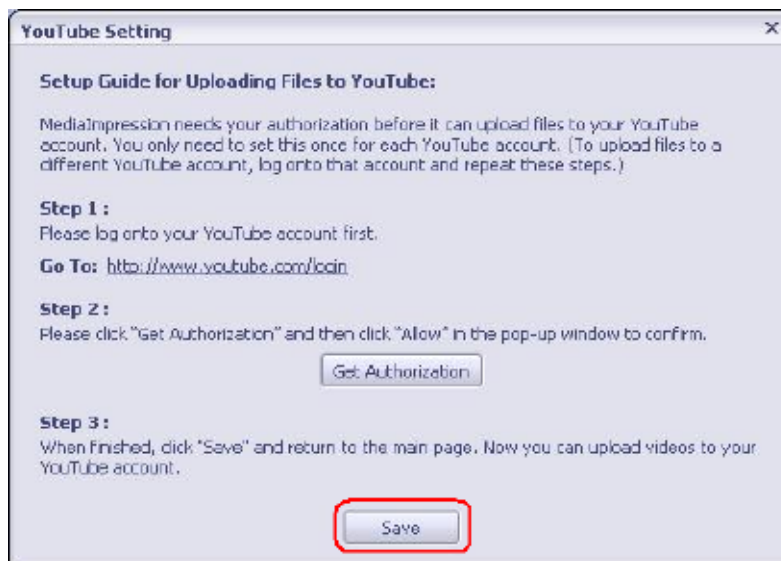 YouTube Setting
Setup Guide for Uploading Files to YouTube:
MediaImpression needs your authorization before it can upload files to your YouTube
account. You only need to set this once for each YouTube account. (To upload files to a
different YouTube account, log onto that account and repeat these steps.)
Step 1 :
Please log onto your YouTube account first.
Go To: http://www.youtube.com/login
Step 2 :
Please click "Get Authorization" and then click "Allow" in the pop-up window to confirm.
Get Authorization
Step 3 :
When finished, click "Save" and return to the main page. Now you can upload videos to your
YouTube account.
Save